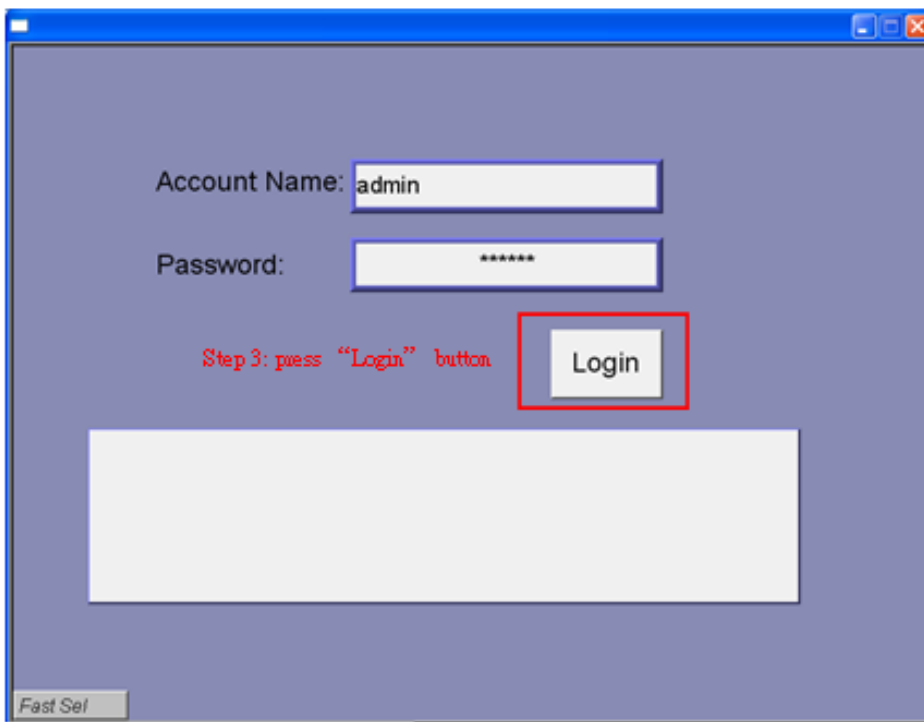 Account Name: admin
Password: ******
Step 3: press “Login” button
Login
Fast Sel